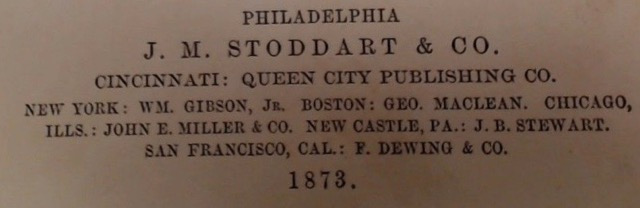 PHILADELPHIA
J. M. STODDART & CO.
CINCINNATI: QUEEN CITY PUBLISHING CO.
NEW YORK: WM. GIBSON, JR. BOSTON: GEO. MACLEAN. CHICAGO,
ILLS.: JOHN E. MILLER & CO. NEW CASTLE, PA.: J. B. STEWART.
SAN FRANCISCO, CAL.: F. DEWING & CO.
1873.